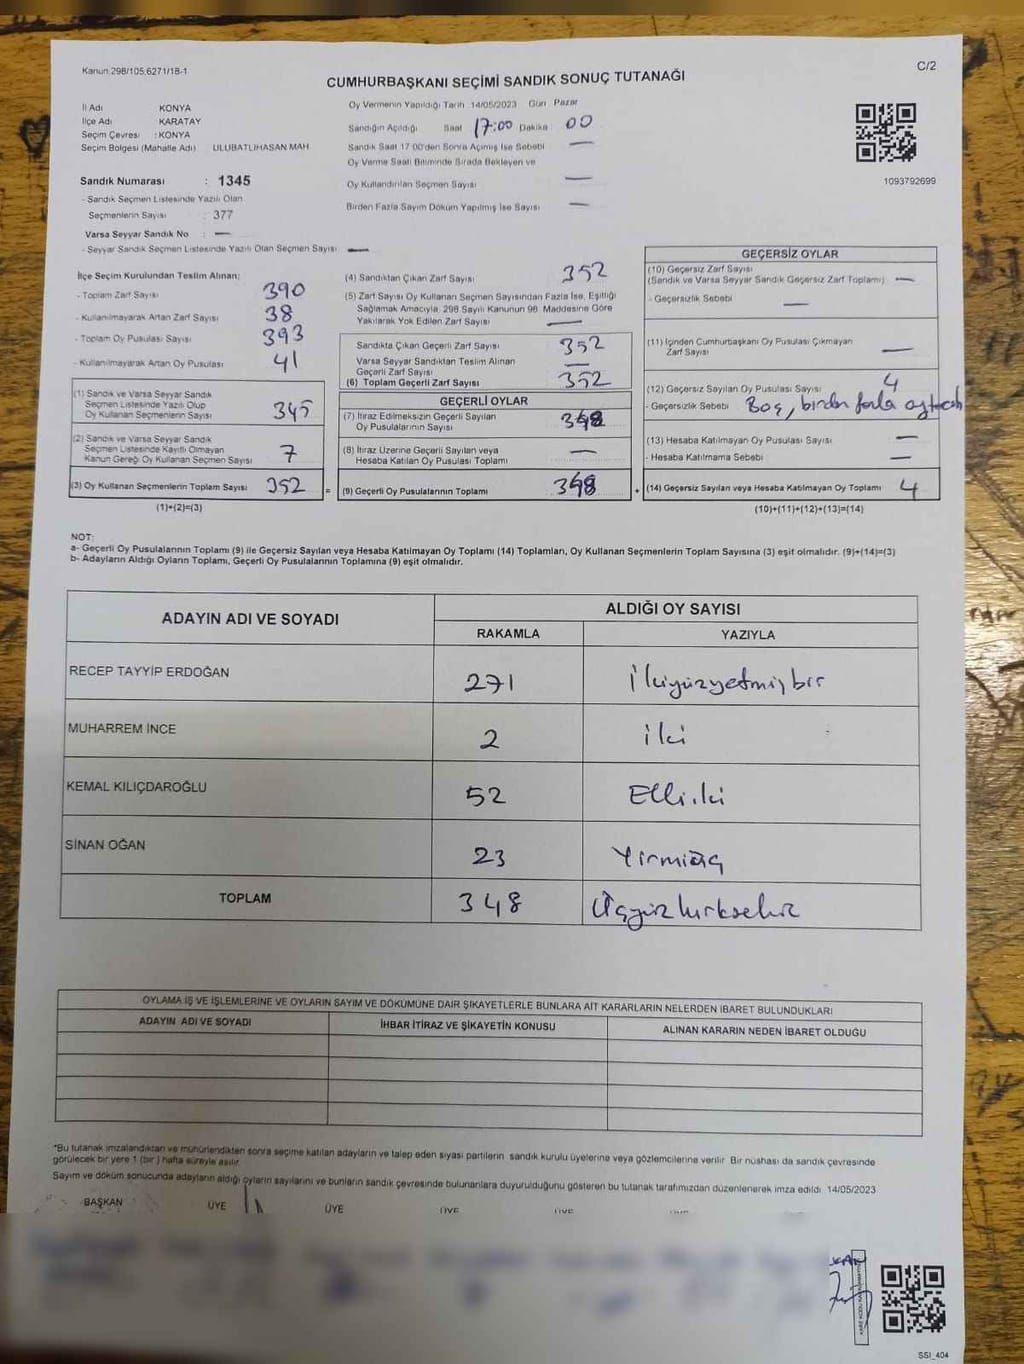 Kanun.298/105,6271/18-1
C/2
CUMHURBAŞKANI SEÇİMİ SANDIK SONUÇ TUTANAĞI
İl Adı KONYA
İlçe Adı KARATAY
Seçim Çevresi : KONYA
Seçim Bölgesi (Mahalle Adı) ULUBATLIHASAN MAH
Sandık Numarası : 1345
- Sandık Seçmen Listesinde Yazılı Olan
Seçmenlerin Sayısı : 377
Varsa Seyyar Sandık No : —
- Seyyar Sandık Seçmen Listesinde Yazılı Olan Seçmen Sayısı —
Oy Vermenin Yapıldığı Tarih 14/05/2023 Gün Pazar
Sandığın Açıldığı Saat 17:00 Dakika 00
Sandık Saat 17 00'den Sonra Açımış İse Sebebi —
Oy Verme Saati Bitiminde Sırada Bekleyen ve
Oy Kullandırılan Seçmen Sayısı —
Birden Fazla Sayım Döküm Yapılmış İse Sayısı —
1093792699
İlçe Seçim Kurulundan Teslim Alınan:
- Toplam Zarf Sayısı 390
- Kullanılmayarak Artan Zarf Sayısı 38
- Toplam Oy Pusulası Sayısı 393
- Kullanılmayarak Artan Oy Pusulası 41
(1) Sandık ve Varsa Seyyar Sandık
Seçmen Listesinde Yazılı Olup
Oy Kullanan Seçmenlerin Sayısı 345
(2) Sandık ve Varsa Seyyar Sandık
Seçmen Listesinde Kayıtlı Olmayan
Kanun Gereği Oy Kullanan Seçmen Sayısı 7
(3) Oy Kullanan Seçmenlerin Toplam Sayısı 352
(1)+(2)=(3)
(4) Sandıktan Çıkan Zarf Sayısı 352
(5) Zarf Sayısı Oy Kullanan Seçmen Sayısından Fazla İse, Eşitliği
Sağlamak Amacıyla, 298 Sayılı Kanunun 98. Maddesine Göre
Yakılarak Yok Edilen Zarf Sayısı —
Sandıkta Çıkan Geçerli Zarf Sayısı 352
Varsa Seyyar Sandıktan Teslim Alınan
Geçerli Zarf Sayısı —
(6) Toplam Geçerli Zarf Sayısı 352
GEÇERLİ OYLAR
(7) İtiraz Edilmeksizin Geçerli Sayılan
Oy Pusulalarının Sayısı 348
(8) İtiraz Üzerine Geçerli Sayılan veya
Hesaba Katılan Oy Pusulası Toplamı —
= (9) Geçerli Oy Pusulalarının Toplamı 348 +
GEÇERSİZ OYLAR
(10) Geçersiz Zarf Sayısı
(Sandık ve Varsa Seyyar Sandık Geçersiz Zarf Toplamı) —
- Geçersizlik Sebebi —
(11) İçinden Cumhurbaşkanı Oy Pusulası Çıkmayan
Zarf Sayısı —
(12) Geçersiz Sayılan Oy Pusulası Sayısı 4
- Geçersizlik Sebebi Boş, birden fazla
(13) Hesaba Katılmayan Oy Pusulası Sayısı —
- Hesaba Katılmama Sebebi —
(14) Geçersiz Sayılan veya Hesaba Katılmayan Oy Toplamı 4
(10)+(11)+(12)+(13)=(14)
NOT:
a- Geçerli Oy Pusulalarının Toplamı (9) ile Geçersiz Sayılan veya Hesaba Katılmayan Oy Toplamı (14) Toplamları, Oy Kullanan Seçmenlerin Toplam Sayısına (3) eşit olmalıdır. (9)+(14)=(3)
b- Adayların Aldığı Oyların Toplamı, Geçerli Oy Pusulalarının Toplamına (9) eşit olmalıdır.
ADAYIN ADI VE SOYADI ALDIĞI OY SAYISI
RAKAMLA YAZIYLA
RECEP TAYYİP ERDOĞAN 271 İkiyüzyetmişbir
MUHARREM İNCE 2 iki
KEMAL KILIÇDAROĞLU 52 Elliiki
SİNAN OĞAN 23 Yirmiüç
TOPLAM 348 Üçyüzkırksekiz
OYLAMA İŞ VE İŞLEMLERİNE VE OYLARIN SAYIM VE DÖKÜMÜNE DAİR ŞİKAYETLERLE BUNLARA AİT KARARLARIN NELERDEN İBARET BULUNDUKLARI
ADAYIN ADI VE SOYADI İHBAR İTİRAZ VE ŞİKAYETİN KONUSU ALINAN KARARIN NEDEN İBARET OLDUĞU
*Bu tutanak imzalandıktan ve mühürlendikten sonra seçime katılan adayların ve talep eden siyasi partilerin sandık kurulu üyelerine veya gözlemcilerine verilir. Bir nüshası da sandık çevresinde
görülecek bir yere 1 (bir) hafta süreyle asılır.
Sayım ve döküm sonucunda adayların aldığı oyların sayılarını ve bunların sandık çevresinde bulunanlara duyurulduğunu gösteren bu tutanak tarafımızdan düzenlenerek imza edildi. 14/05/2023
BAŞKAN ÜYE ÜYE ÜYE ÜYE
SSI_404